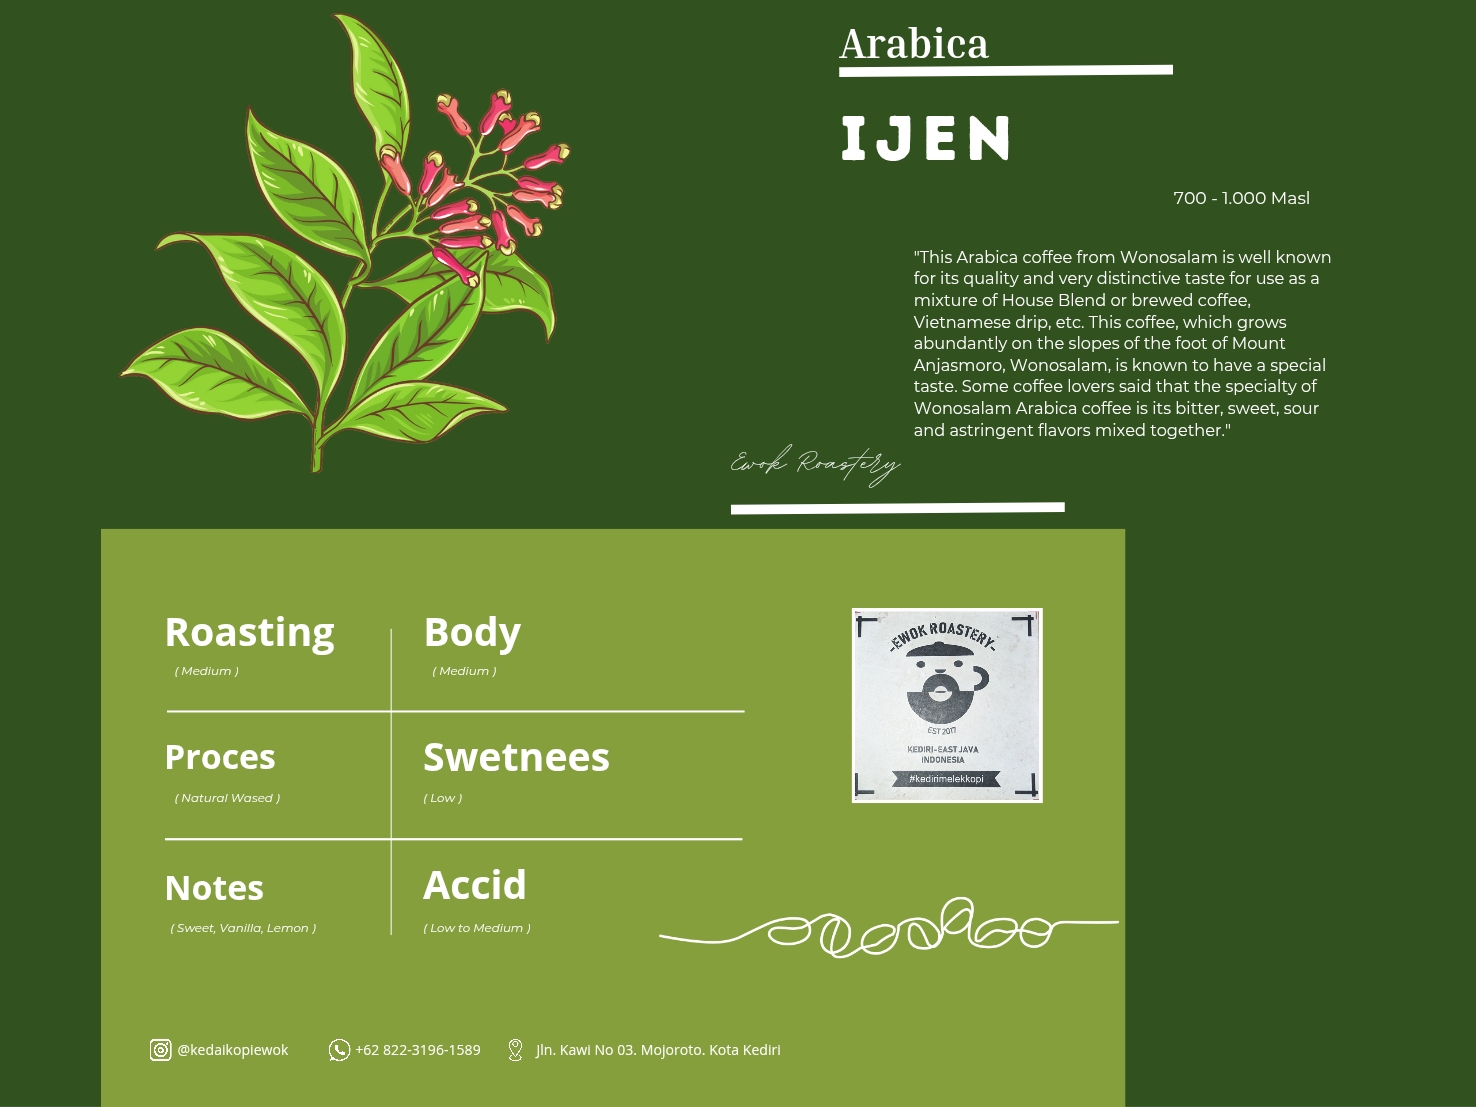 Arabica
IJEN
700 - 1.000 Masl
"This Arabica coffee from Wonosalam is well known
for its quality and very distinctive taste for use as a
mixture of House Blend or brewed coffee,
Vietnamese drip, etc. This coffee, which grows
abundantly on the slopes of the foot of Mount
Anjasmoro, Wonosalam, is known to have a special
taste. Some coffee lovers said that the specialty of
Wonosalam Arabica coffee is its bitter, sweet, sour
and astringent flavors mixed together."
Ewok Roastery
Roasting
( Medium )
Body
( Medium )
Proces
( Natural Wased )
Swetnees
( Low )
Notes
( Sweet, Vanilla, Lemon )
Accid
( Low to Medium )
-EWOK ROASTERY-
EST 2017
KEDIRI-EAST JAVA
INDONESIA
#kedirimelekkopi
@kedaikopiewok
+62 822-3196-1589
Jln. Kawi No 03. Mojoroto. Kota Kediri